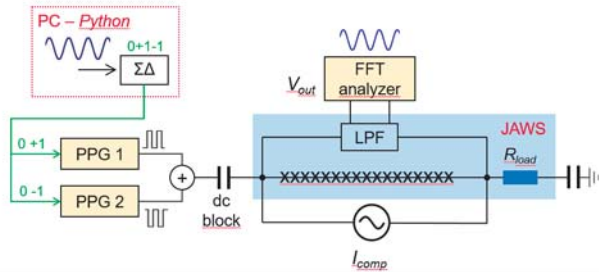 PC – Python
0+1-1
ΣΔ
FFT
analyzer
Vout
LPF
JAWS
0 +1
PPG 1
+
XXXXXXXXXXXXXXXXX
Rload
0 -1
PPG 2
dc
block
Icomp